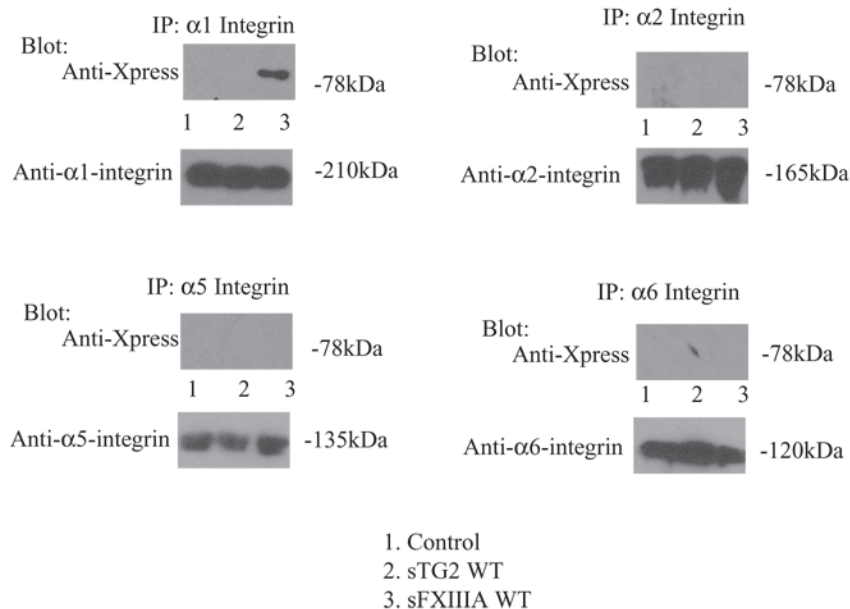 IP: α1 Integrin
Blot:
Anti-Xpress
-78kDa
1 2 3
Anti-α1-integrin
-210kDa
IP: α2 Integrin
Blot:
Anti-Xpress
-78kDa
1 2 3
Anti-α2-integrin
-165kDa
IP: α5 Integrin
Blot:
Anti-Xpress
-78kDa
1 2 3
Anti-α5-integrin
-135kDa
IP: α6 Integrin
Blot:
Anti-Xpress
-78kDa
1 2 3
Anti-α6-integrin
-120kDa
1. Control
2. sTG2 WT
3. sFXIIIA WT